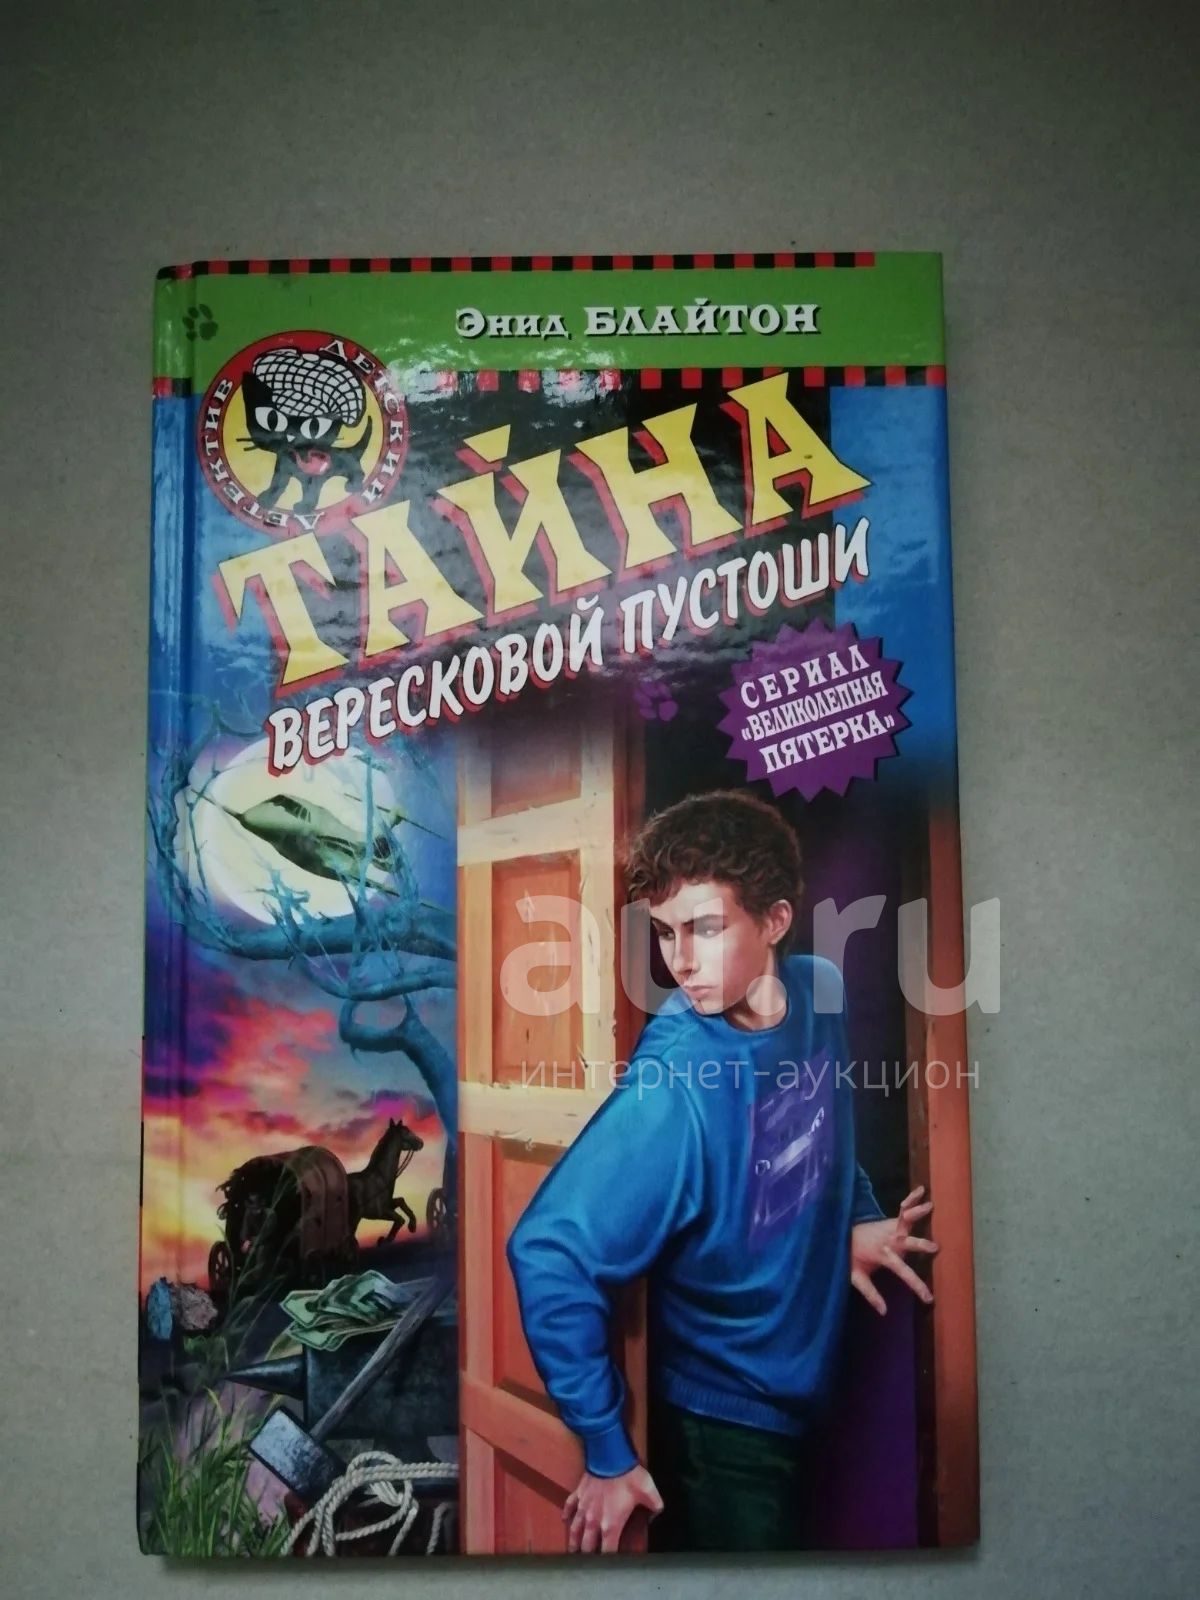 Энид БЛАЙТОН
ДЕТСКИЙ ДЕТЕКТИВ
ТАЙНА
ВЕРЕСКОВОЙ ПУСТОШИ
СЕРИАЛ
«ВЕЛИКОЛЕПНАЯ
ПЯТЕРКА»
au.ru
интернет-аукцион